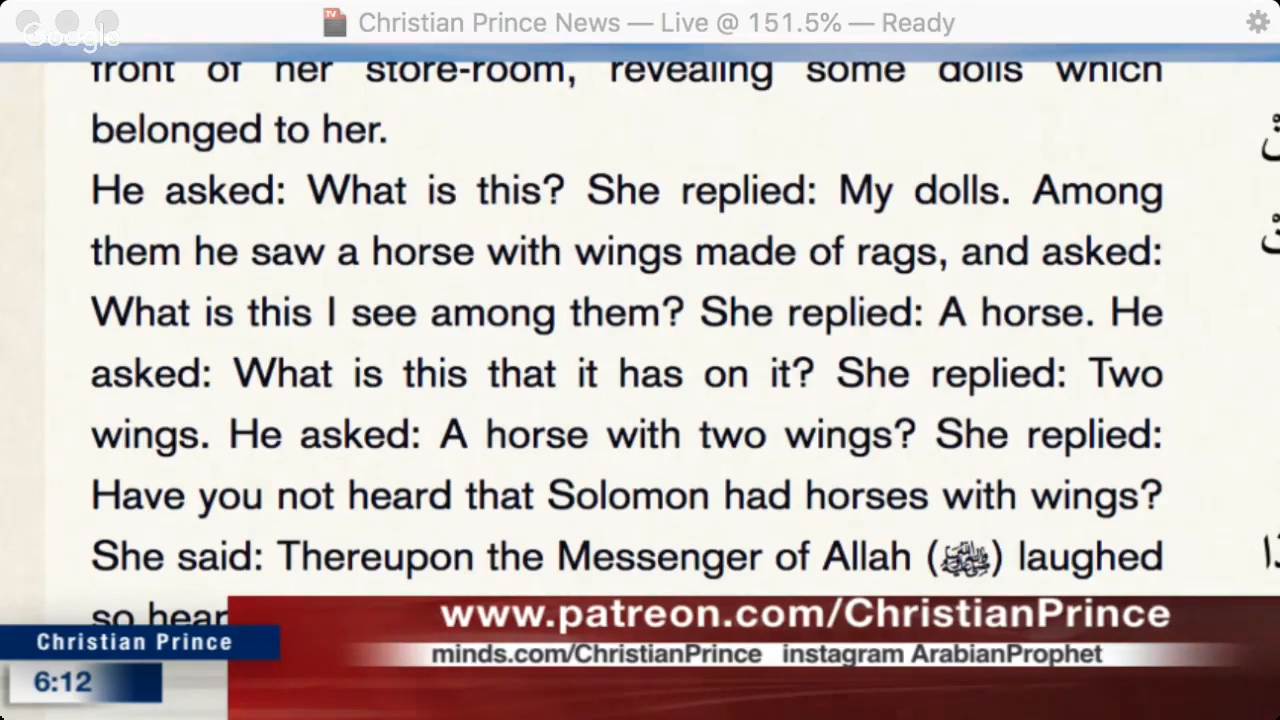 Christian Prince News — Live @ 151.5% — Ready
Google
front of her store-room, revealing some dolls which
belonged to her.
He asked: What is this? She replied: My dolls. Among
them he saw a horse with wings made of rags, and asked:
What is this I see among them? She replied: A horse. He
asked: What is this that it has on it? She replied: Two
wings. He asked: A horse with two wings? She replied:
Have you not heard that Solomon had horses with wings?
She said: Thereupon the Messenger of Allah (ﷺ) laughed
so hear
www.patreon.com/ChristianPrince
Christian Prince
minds.com/ChristianPrince instagram ArabianProphet
6:12